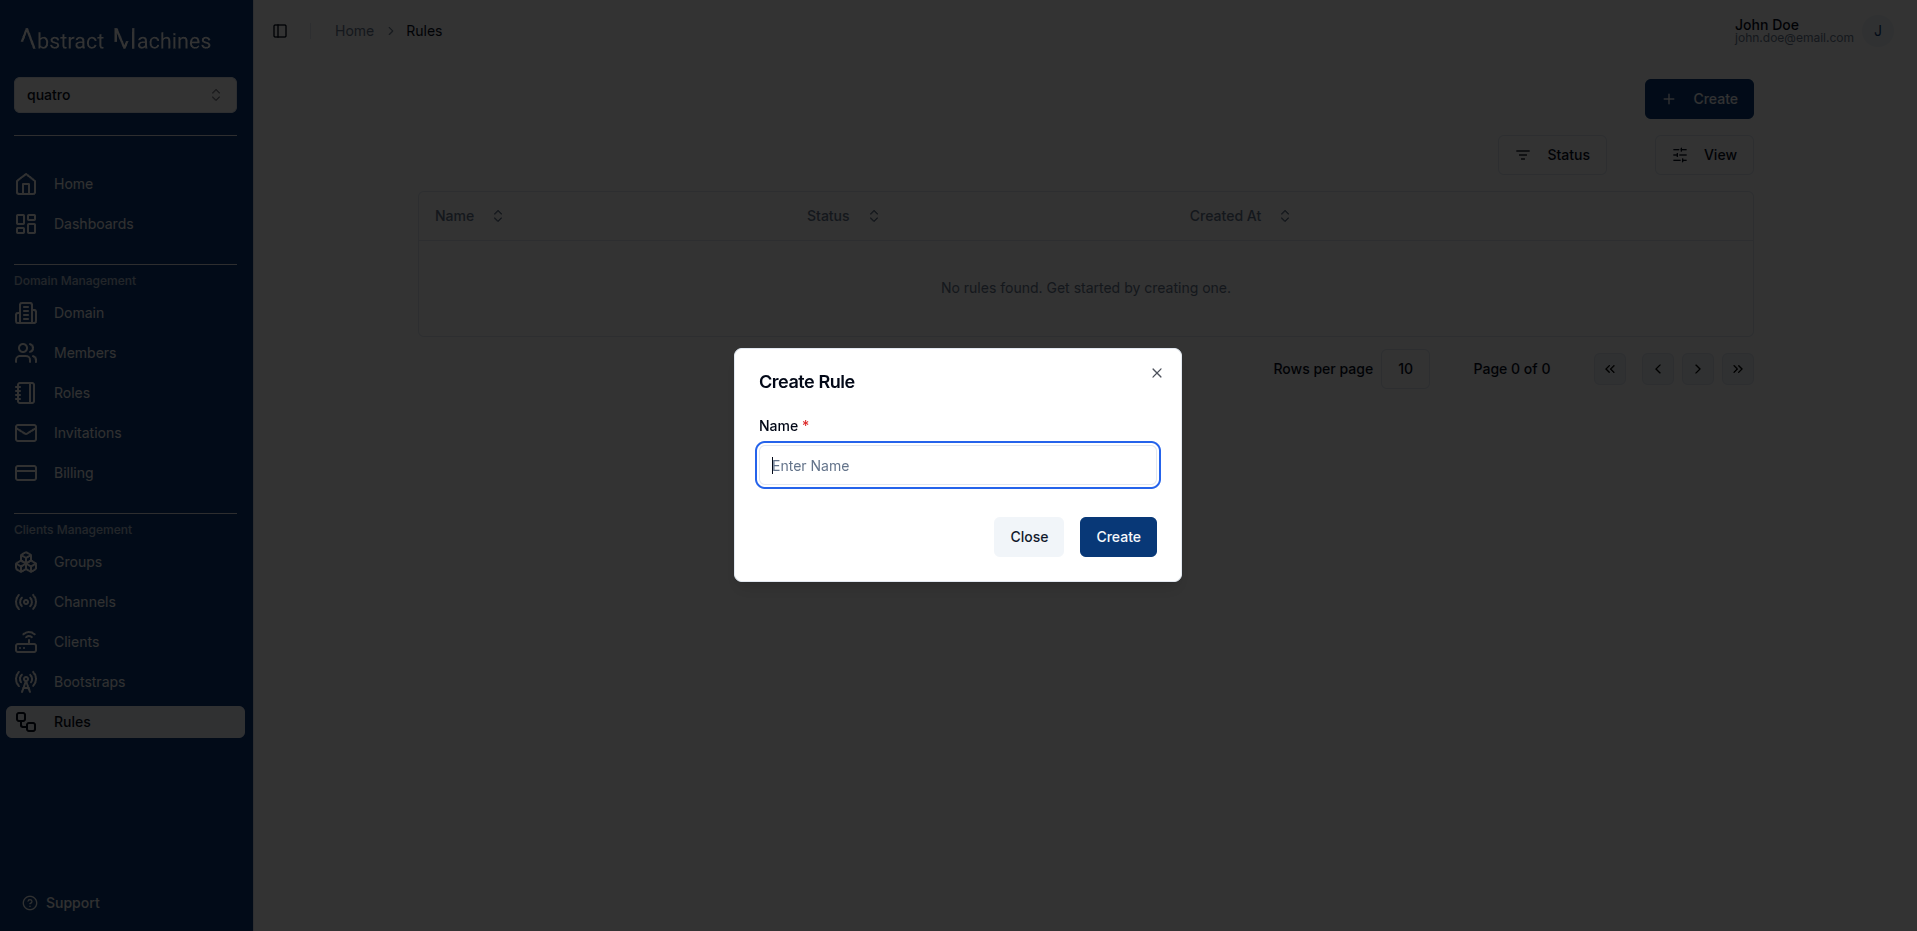 Abstract Machines
quatro
Home
Dashboards
Domain Management
Domain
Members
Roles
Invitations
Billing
Clients Management
Groups
Channels
Clients
Bootstraps
Rules
Support
Home > Rules
John Doe
john.doe@email.com
J
Create
Status
View
Name
Status
Created At
No rules found. Get started by creating one.
Rows per page
10
Page 0 of 0
Create Rule
Name *
Enter Name
Close
Create